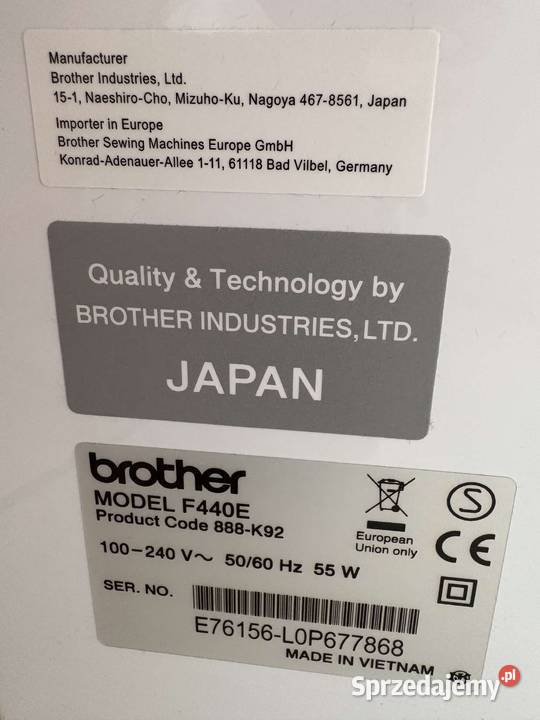 Manufacturer
Brother Industries, Ltd.
15-1, Naeshiro-Cho, Mizuho-Ku, Nagoya 467-8561, Japan
Importer in Europe
Brother Sewing Machines Europe GmbH
Konrad-Adenauer-Allee 1-11, 61118 Bad Vilbel, Germany
Quality & Technology by
BROTHER INDUSTRIES,LTD.
JAPAN
brother
MODEL F440E
Product Code 888-K92
100-240 V~ 50/60 Hz 55 W
European
Union only
S
CE
SER. NO.
E76156-L0P677868
MADE IN VIETNAM
Sprzedajemy.pl